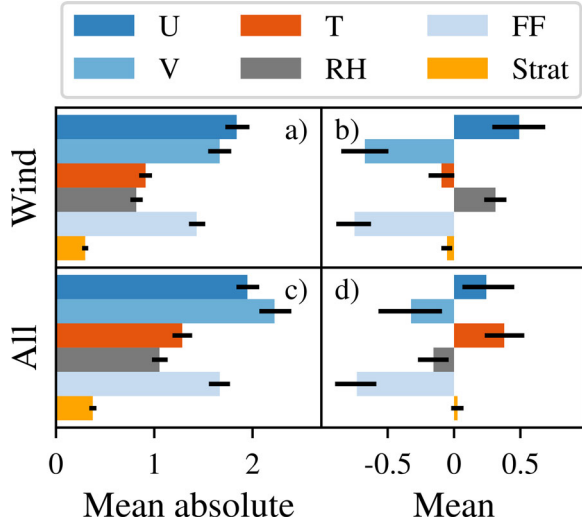 U T FF
V RH Strat
Wind
a) b)
All
c) d)
0 1 2 -0.5 0 0.5
Mean absolute Mean